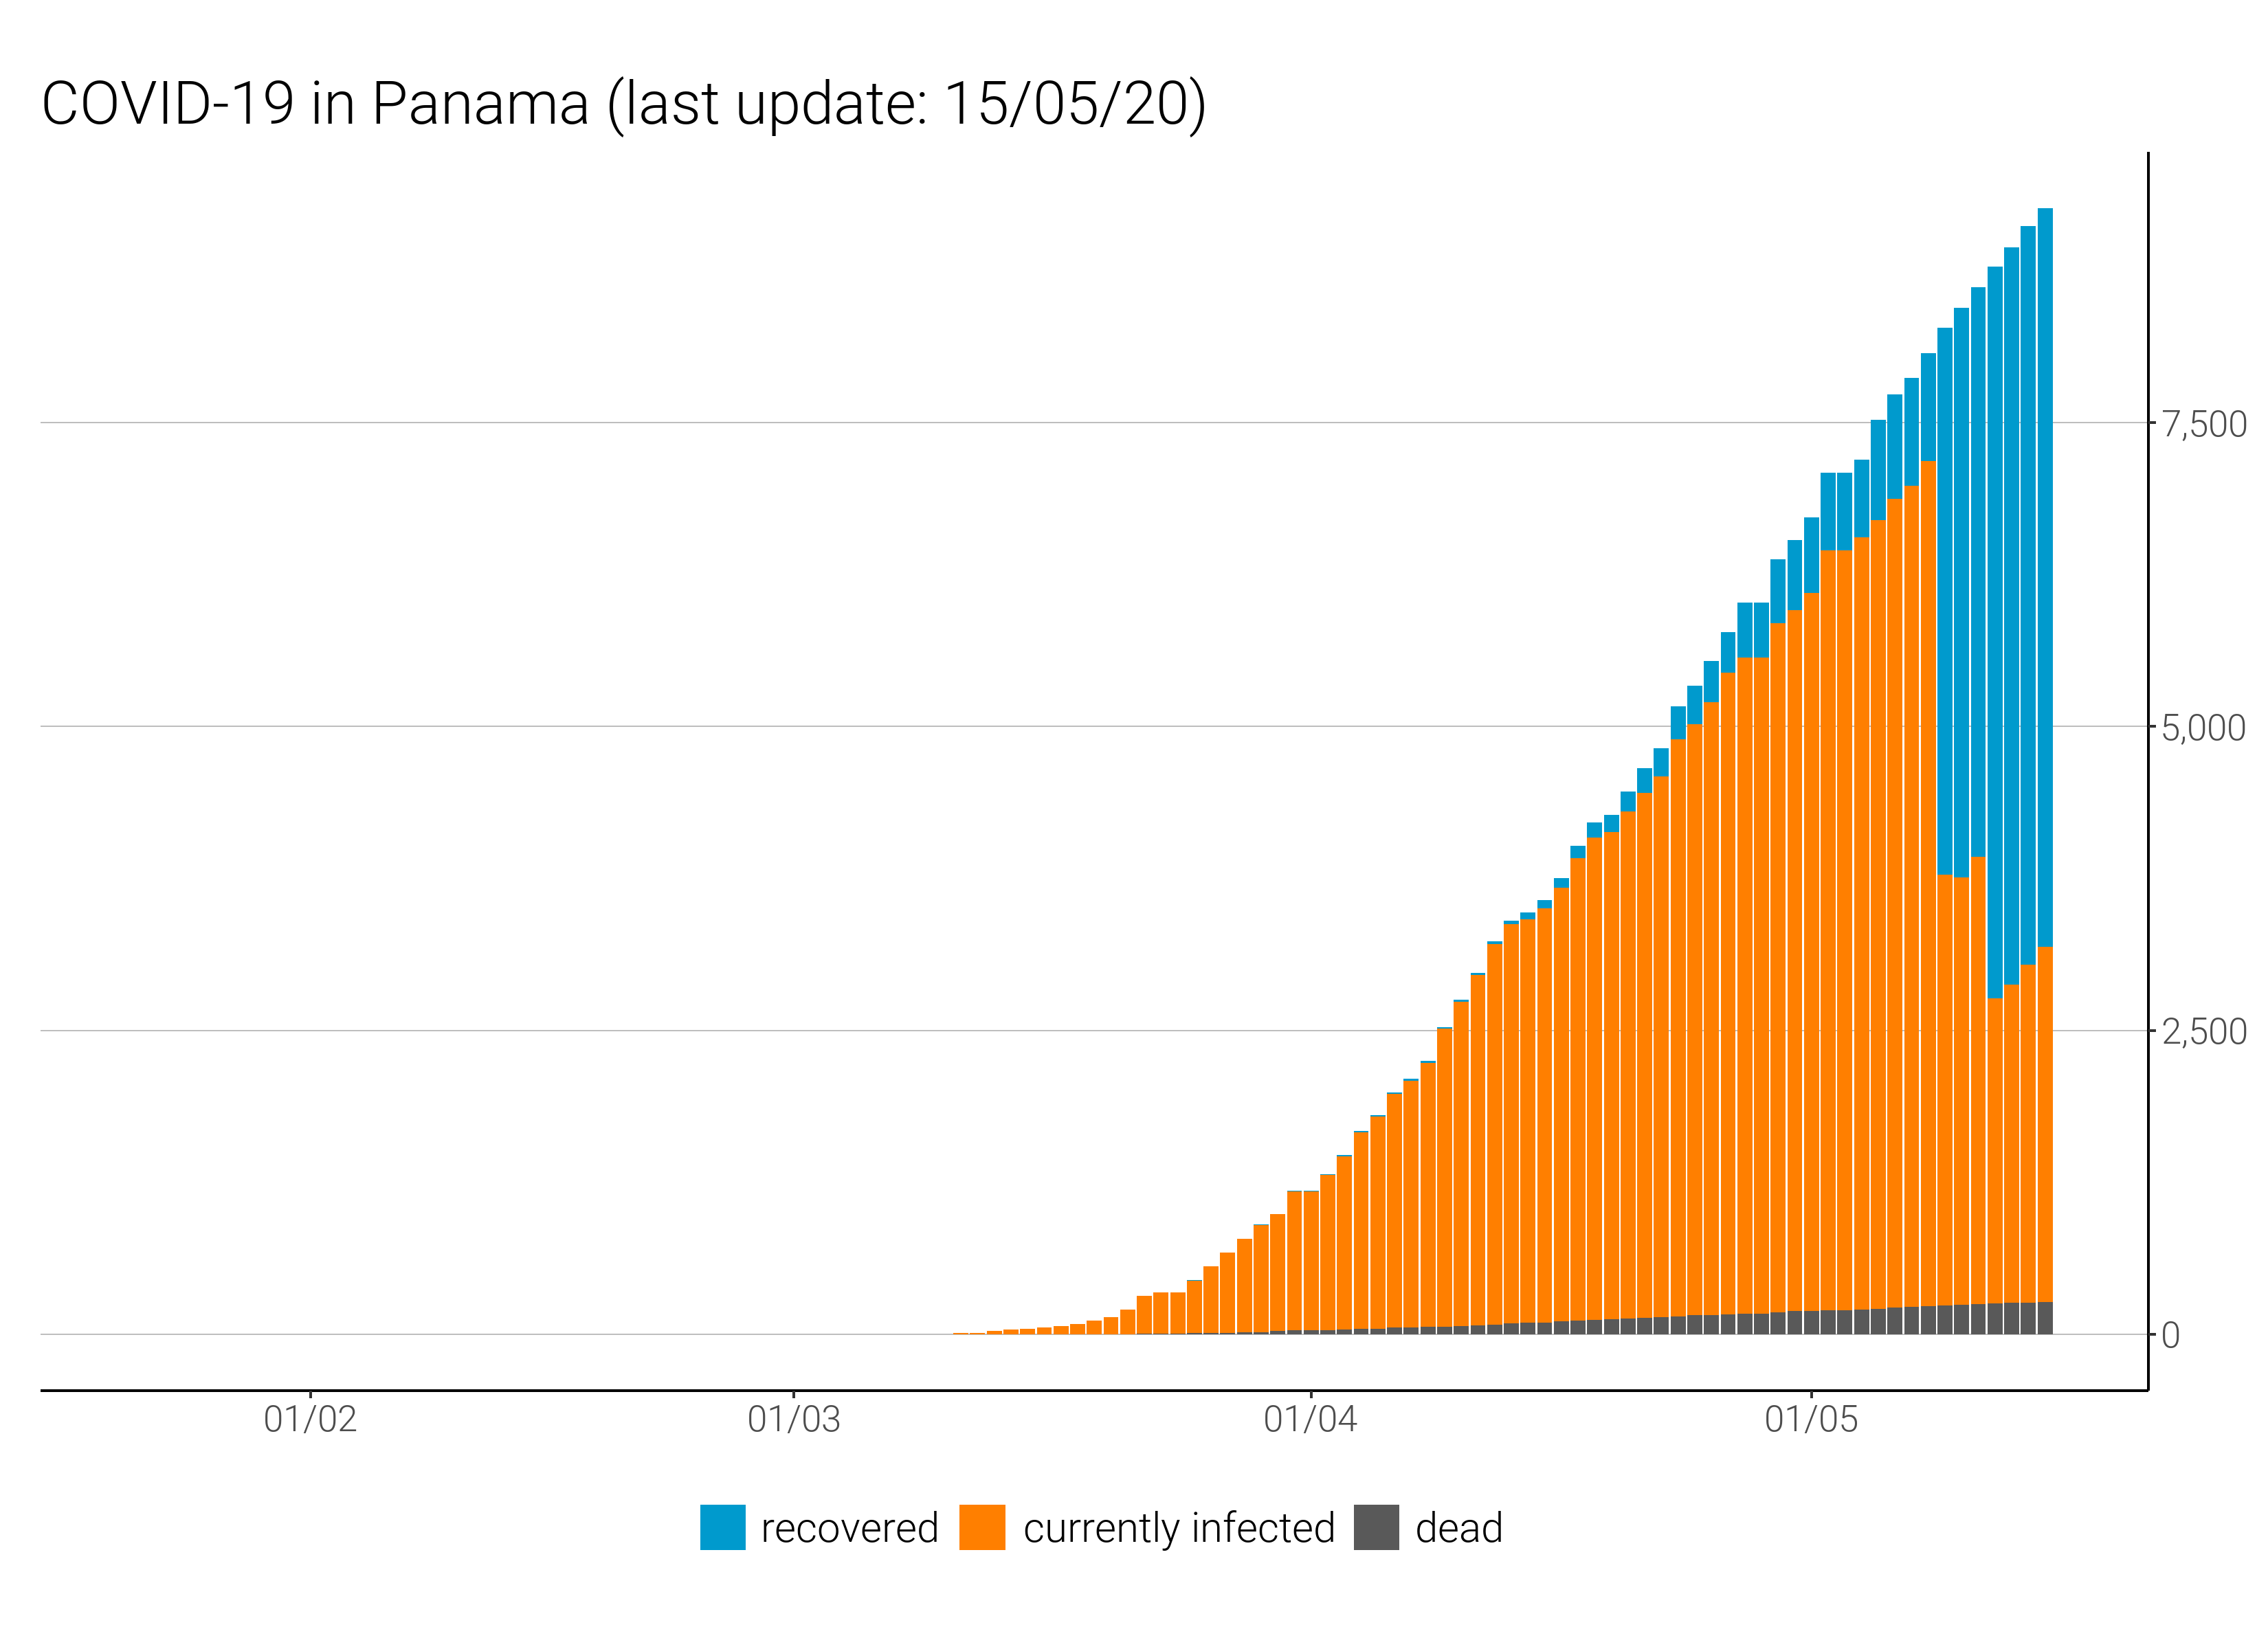 COVID-19 in Panama (last update: 15/05/20)
7,500
5,000
2,500
0
01/02 01/03 01/04 01/05
recovered currently infected dead